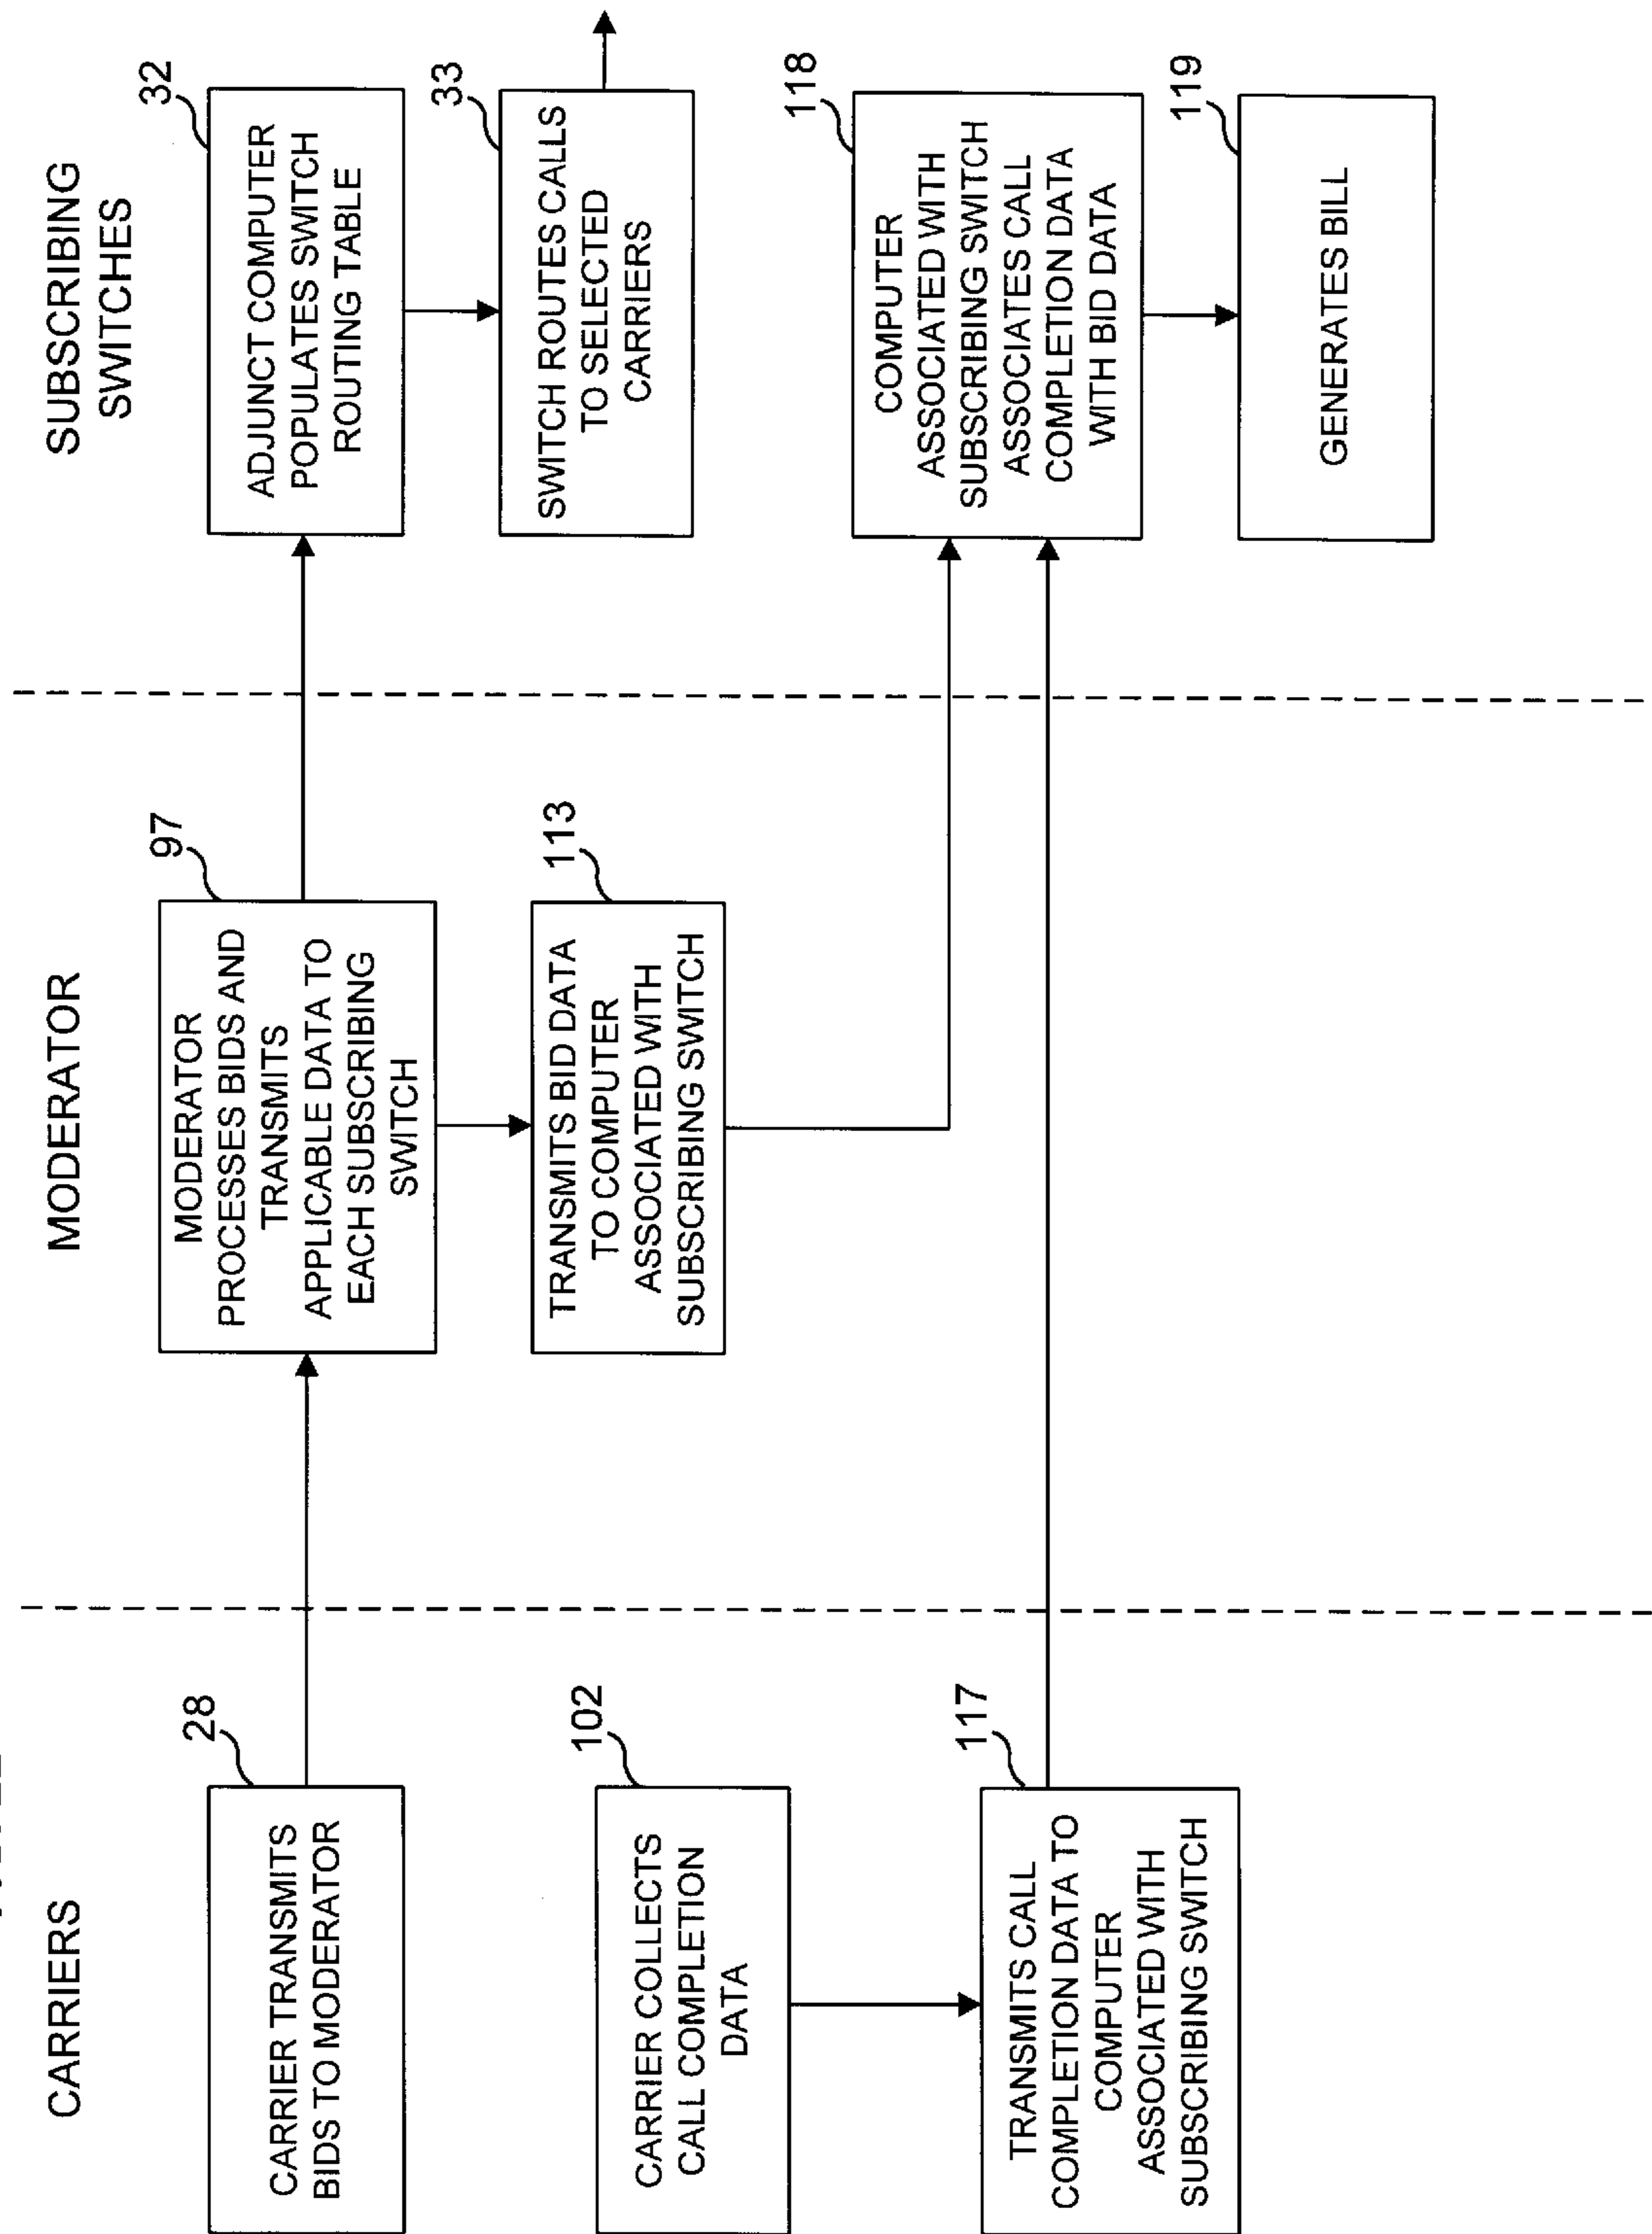 CARRIERS
MODERATOR
SUBSCRIBING
SWITCHES
28
CARRIER TRANSMITS
BIDS TO MODERATOR
97
MODERATOR
PROCESSES BIDS AND
TRANSMITS
APPLICABLE DATA TO
EACH SUBSCRIBING
SWITCH
32
ADJUNCT COMPUTER
POPULATES SWITCH
ROUTING TABLE
33
SWITCH ROUTES CALLS
TO SELECTED
CARRIERS
113
TRANSMITS BID DATA
TO COMPUTER
ASSOCIATED WITH
SUBSCRIBING SWITCH
102
CARRIER COLLECTS
CALL COMPLETION
DATA
117
TRANSMITS CALL
COMPLETION DATA TO
COMPUTER
ASSOCIATED WITH
SUBSCRIBING SWITCH
118
COMPUTER
ASSOCIATED WITH
SUBSCRIBING SWITCH
ASSOCIATES CALL
COMPLETION DATA
WITH BID DATA
119
GENERATES BILL